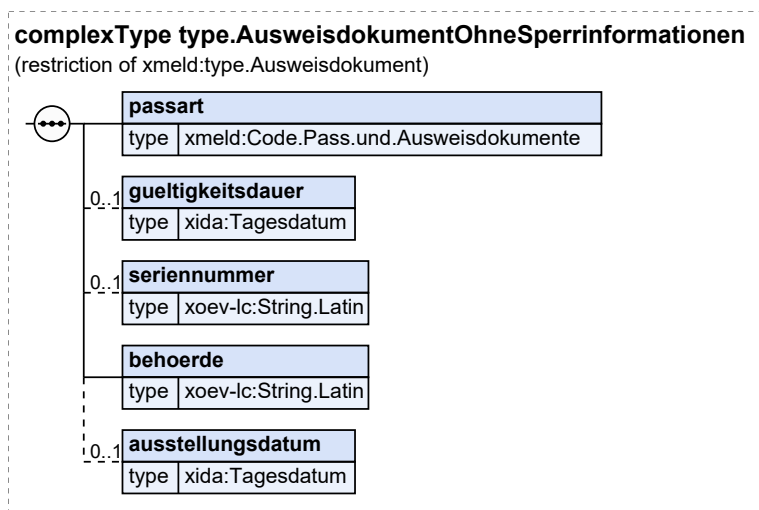 complexType type.AusweisdokumentOhneSperrinformationen
(restriction of xmeld:type.Ausweisdokument)
passart
type xmeld:Code.Pass.und.Ausweisdokumente
0..1 gueltigkeitsdauer
type xida:Tagesdatum
0..1 seriennummer
type xoev-lc:String.Latin
behoerde
type xoev-lc:String.Latin
0..1 ausstellungsdatum
type xida:Tagesdatum